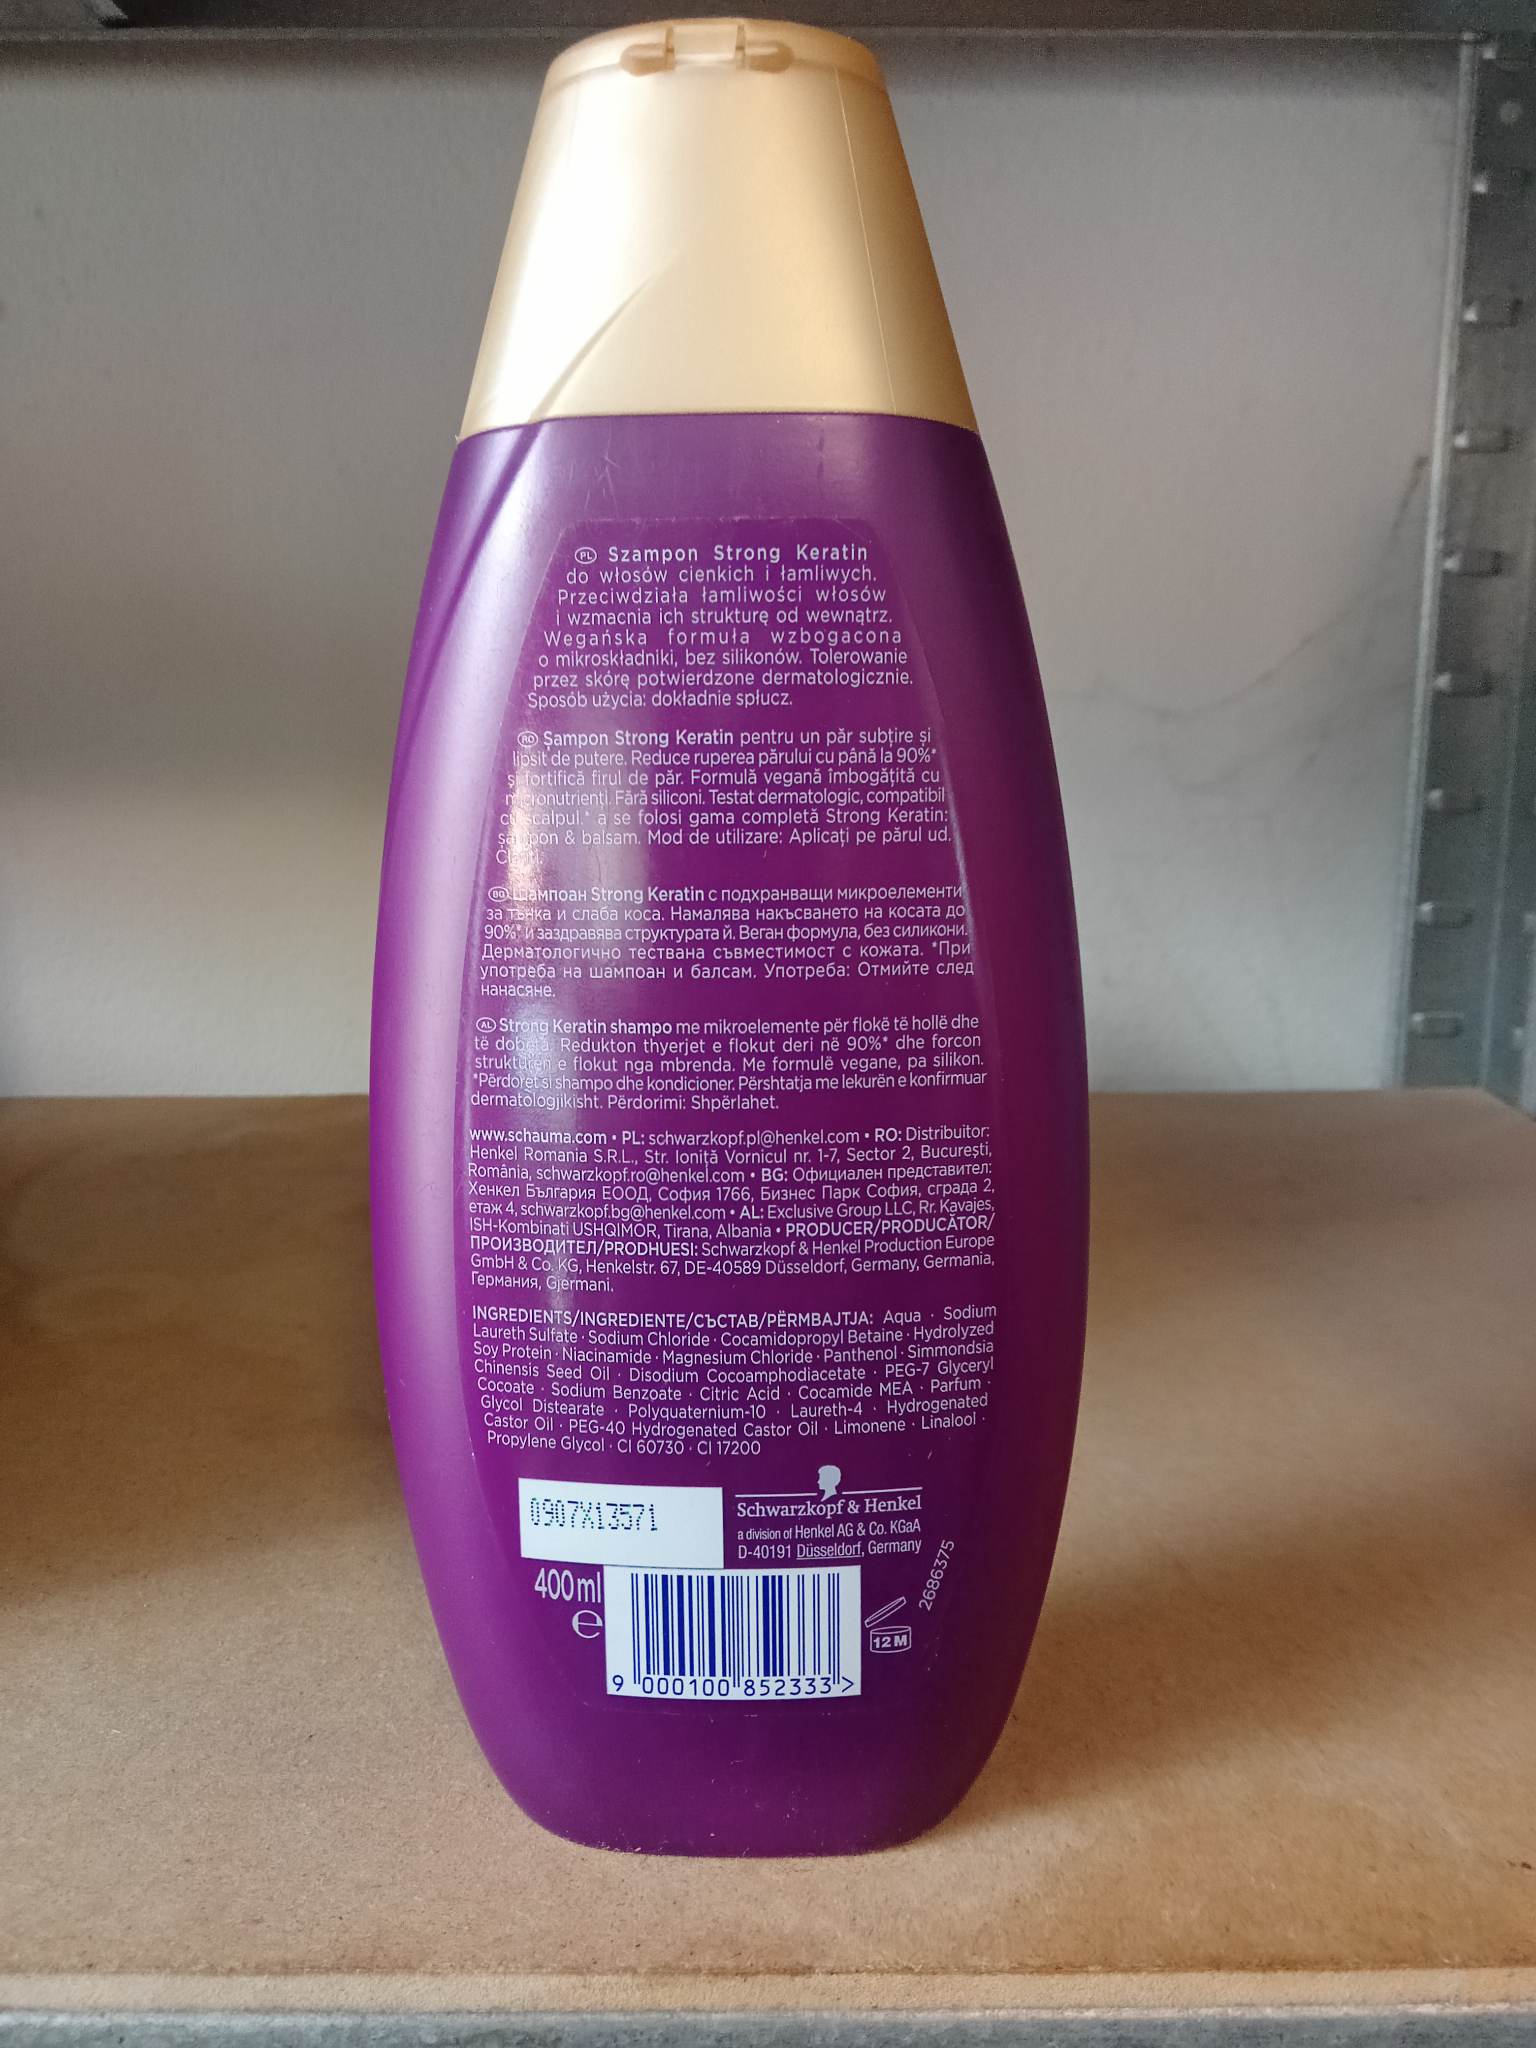 PL Szampon Strong Keratin
do włosów cienkich i łamliwych.
Przeciwdziała łamliwości włosów
i wzmacnia ich strukturę od wewnątrz.
Wegańska formuła wzbogacona
o mikroskładniki, bez silikonów. Tolerowanie
przez skórę potwierdzone dermatologicznie.
Sposób użycia: dokładnie spłucz.
RO Șampon Strong Keratin pentru un păr subțire și
lipsit de putere. Reduce ruperea părului cu până la 90%*
și fortifică firul de păr. Formulă vegană îmbogățită cu
micronutrienți. Fără siliconi. Testat dermatologic, compatibil
cu scalpul.* a se folosi gama completă Strong Keratin:
șampon & balsam. Mod de utilizare: Aplicați pe părul ud.
Clătiți.
BG Шампоан Strong Keratin с подхранващи микроелементи
за тънка и слаба коса. Намалява накъсването на косата до
90%* и заздравява структурата й. Веган формула, без силикони.
Дерматологично тествана съвместимост с кожата. *При
употреба на шампоан и балсам. Употреба: Отмийте след
нанасяне.
AL Strong Keratin shampo me mikroelemente për flokë të hollë dhe
të dobëta. Redukton thyerjet e flokut deri në 90%* dhe forcon
strukturën e flokut nga mbrenda. Me formulë vegane, pa silikon.
*Përdoret si shampo dhe kondicioner. Përshtatja me lekurën e konfirmuar
dermatologjikisht. Përdorimi: Shpërlahet.
www.schauma.com • PL: schwarzkopf.pl@henkel.com • RO: Distribuitor:
Henkel Romania S.R.L., Str. Ioniță Vornicul nr. 1-7, Sector 2, București,
România, schwarzkopf.ro@henkel.com • BG: Официален представител:
Хенкел България ЕООД, София 1766, Бизнес Парк София, сграда 2,
етаж 4, schwarzkopf.bg@henkel.com • AL: Exclusive Group LLC, Rr. Kavajes,
ISH-Kombinati USHQIMOR, Tirana, Albania • PRODUCER/PRODUCĂTOR/
ПРОИЗВОДИТЕЛ/PRODHUESI: Schwarzkopf & Henkel Production Europe
GmbH & Co. KG, Henkelstr. 67, DE-40589 Düsseldorf, Germany, Germania,
Германия, Gjermani.
INGREDIENTS/INGREDIENTE/СЪСТАВ/PËRMBAJTJA: Aqua · Sodium
Laureth Sulfate · Sodium Chloride · Cocamidopropyl Betaine · Hydrolyzed
Soy Protein · Niacinamide · Magnesium Chloride · Panthenol · Simmondsia
Chinensis Seed Oil · Disodium Cocoamphodiacetate · PEG-7 Glyceryl
Cocoate · Sodium Benzoate · Citric Acid · Cocamide MEA · Parfum ·
Glycol Distearate · Polyquaternium-10 · Laureth-4 · Hydrogenated
Castor Oil · PEG-40 Hydrogenated Castor Oil · Limonene · Linalool ·
Propylene Glycol · CI 60730 · CI 17200
0907X13571
Schwarzkopf & Henkel
a division of Henkel AG & Co. KGaA
D-40191 Düsseldorf, Germany
2686375
400 ml
e
12 M
9 000100 852333 >